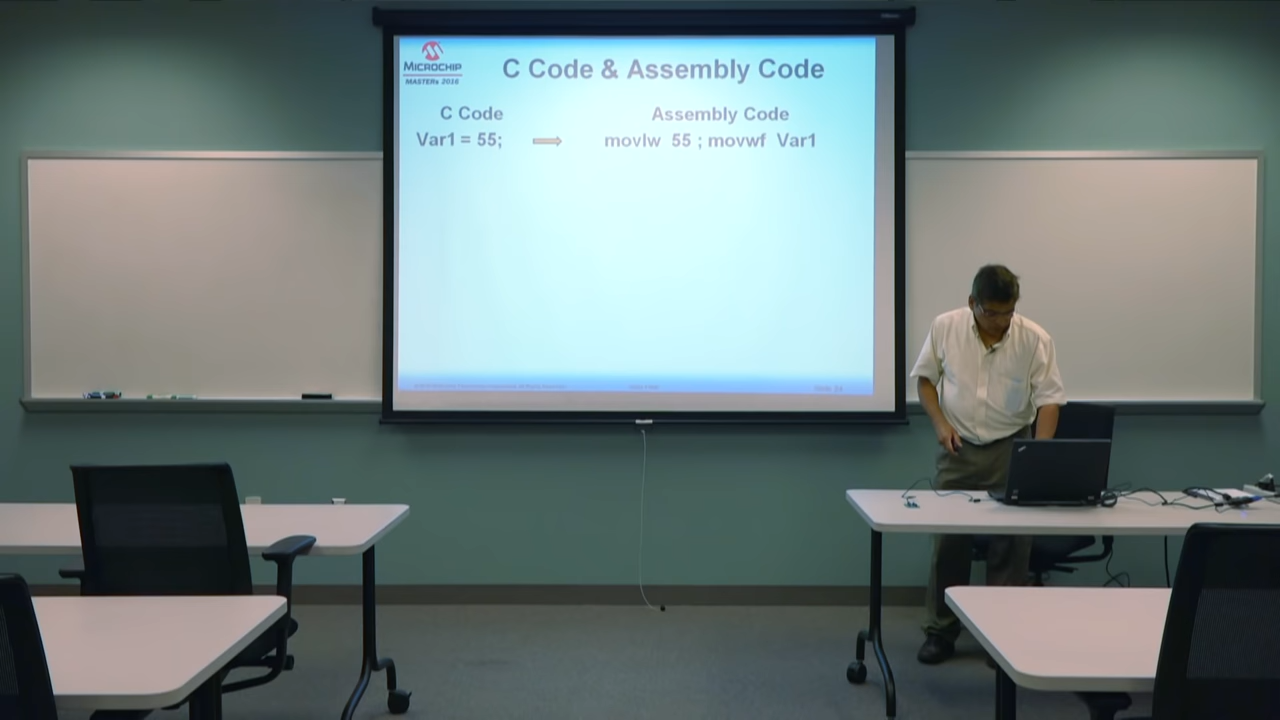 MICROCHIP
MASTERs 2016
C Code & Assembly Code
C Code
Assembly Code
Var1 = 55;
movlw 55 ; movwf Var1